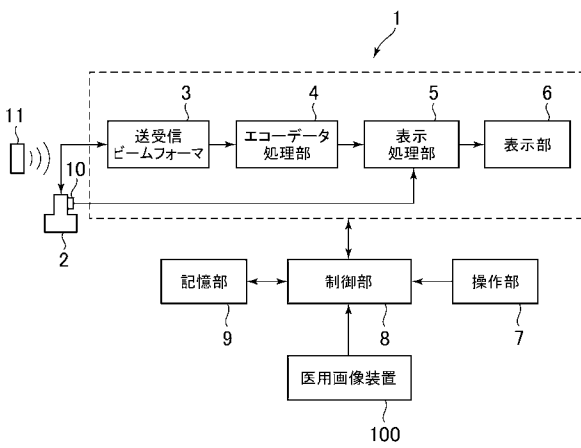 1
3
4
5
6
11
送受信
ビームフォーマ
エコーデータ
処理部
表示
処理部
表示部
10
2
記憶部
制御部
操作部
9
8
7
医用画像装置
100